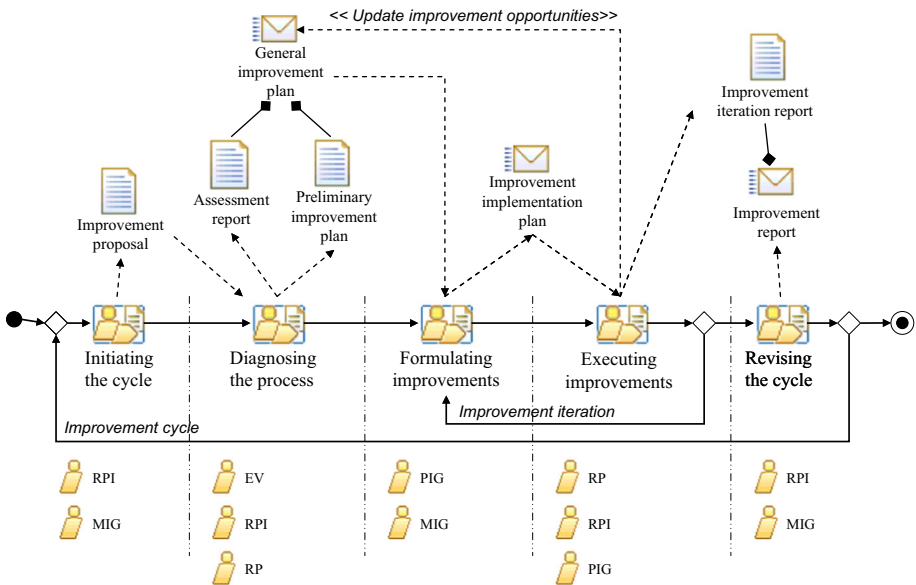 << Update improvement opportunities>>
General
improvement
plan
Improvement
iteration report
Assessment
report
Preliminary
improvement
plan
Improvement
implementation
plan
Improvement
proposal
Improvement
report
Initiating
the cycle
Diagnosing
the process
Formulating
improvements
Executing
improvements
Revising
the cycle
Improvement iteration
Improvement cycle
RPI
MIG
EV
RPI
RP
PIG
MIG
RP
RPI
PIG
RPI
MIG